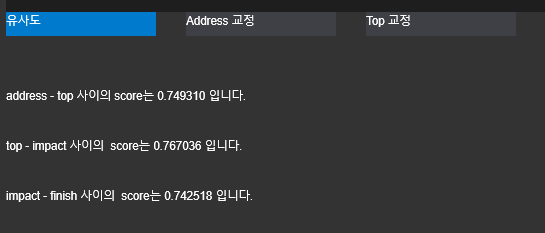 유사도 Address 교정 Top 교정
address - top 사이의 score는 0.749310 입니다.
top - impact 사이의 score는 0.767036 입니다.
impact - finish 사이의 score는 0.742518 입니다.